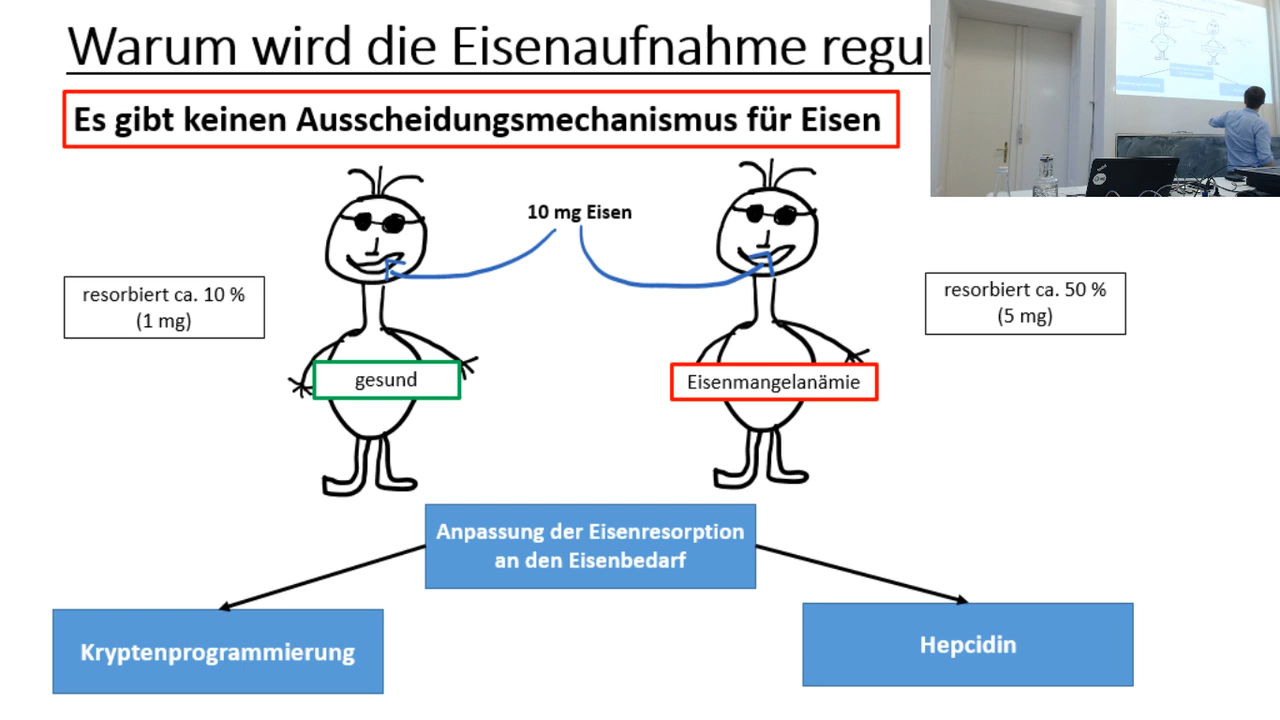 Warum wird die Eisenaufnahme regul
Es gibt keinen Ausscheidungsmechanismus für Eisen
10 mg Eisen
resorbiert ca. 10 %
(1 mg)
resorbiert ca. 50 %
(5 mg)
gesund
Eisenmangelanämie
Anpassung der Eisenresorption
an den Eisenbedarf
Kryptenprogrammierung
Hepcidin